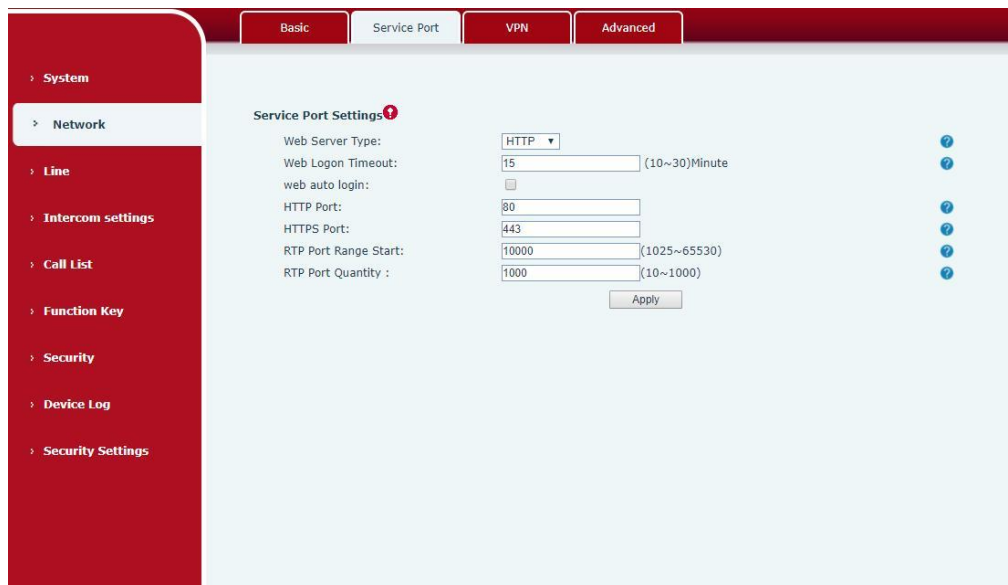 Basic
Service Port
VPN
Advanced
› System
› Network
› Line
› Intercom settings
› Call List
› Function Key
› Security
› Device Log
› Security Settings
Service Port Settings
Web Server Type: HTTP
Web Logon Timeout: 15 (10~30)Minute
web auto login:
HTTP Port: 80
HTTPS Port: 443
RTP Port Range Start: 10000 (1025~65530)
RTP Port Quantity : 1000 (10~1000)
Apply